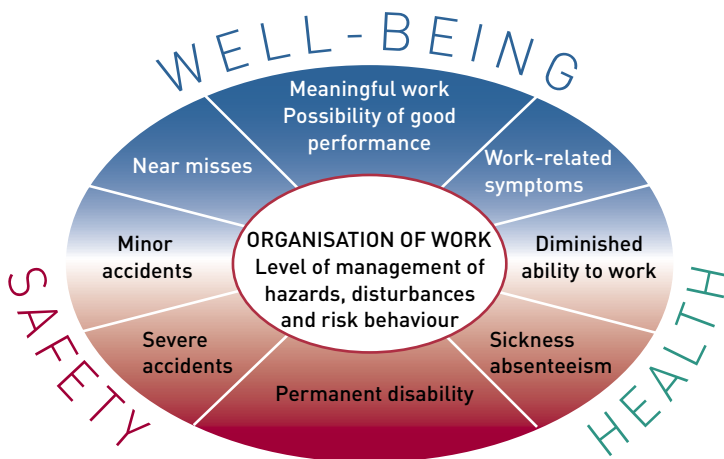 WELL-BEING
Meaningful work
Possibility of good
performance
Near misses
Work-related
symptoms
Minor
accidents
ORGANISATION OF WORK
Level of management of
hazards, disturbances
and risk behaviour
Diminished
ability to work
Severe
accidents
Sickness
absenteeism
Permanent disability
SAFETY
HEALTH